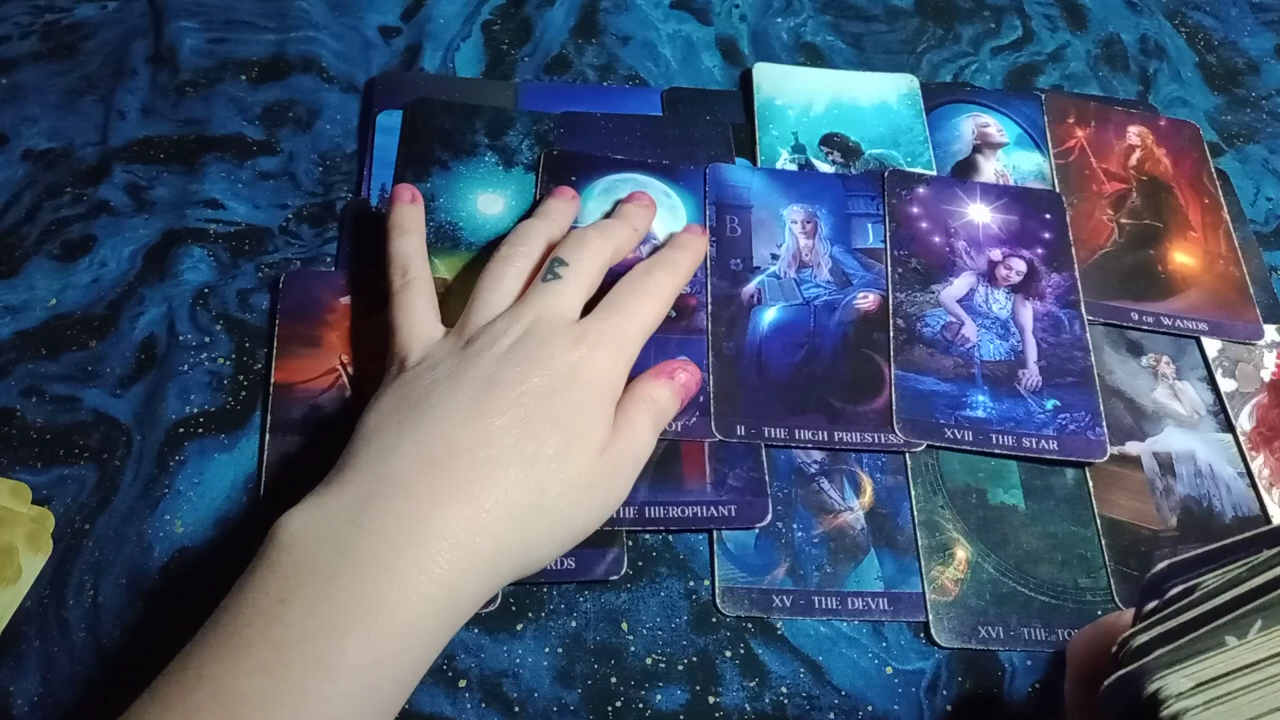 B
J
9 OF WANDS
II - THE HIGH PRIESTESS
XVII - THE STAR
THE HIEROPHANT
XV - THE DEVIL